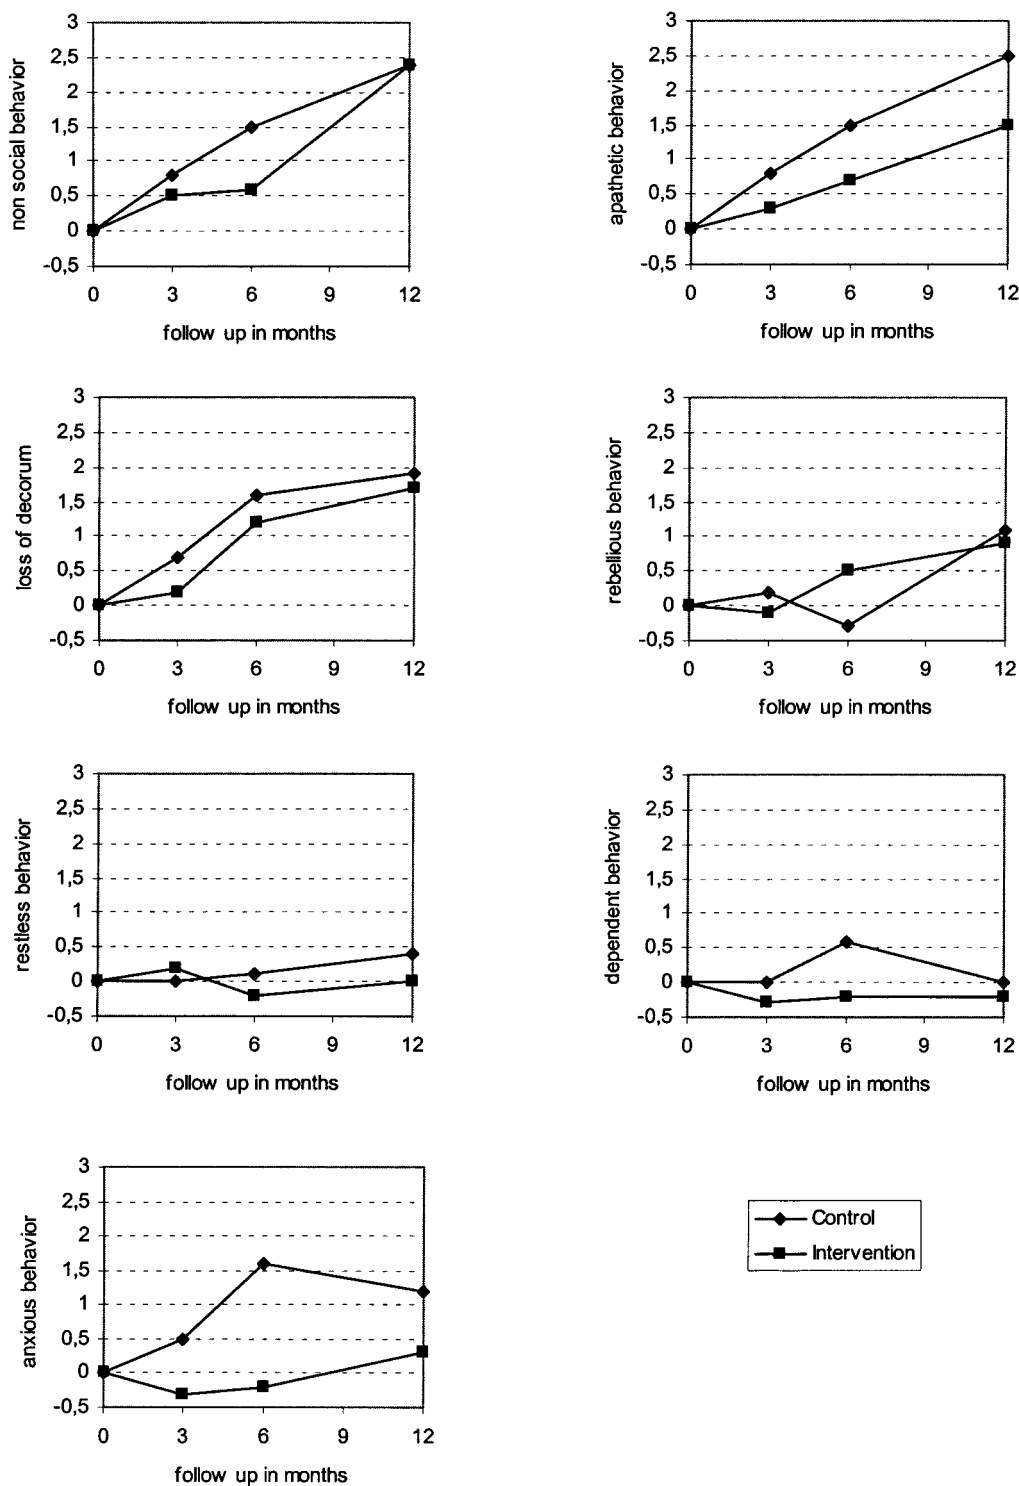 non social behavior
3
2,5
2
1,5
1
0,5
0
-0,5
0 3 6 9 12
follow up in months
apathetic behavior
3
2,5
2
1,5
1
0,5
0
-0,5
0 3 6 9 12
follow up in months
loss of decorum
3
2,5
2
1,5
1
0,5
0
-0,5
0 3 6 9 12
follow up in months
rebellious behavior
3
2,5
2
1,5
1
0,5
0
-0,5
0 3 6 9 12
follow up in months
restless behavior
3
2,5
2
1,5
1
0,5
0
-0,5
0 3 6 9 12
follow up in months
dependent behavior
3
2,5
2
1,5
1
0,5
0
-0,5
0 3 6 9 12
follow up in months
anxious behavior
3
2,5
2
1,5
1
0,5
0
-0,5
0 3 6 9 12
follow up in months
Control
Intervention